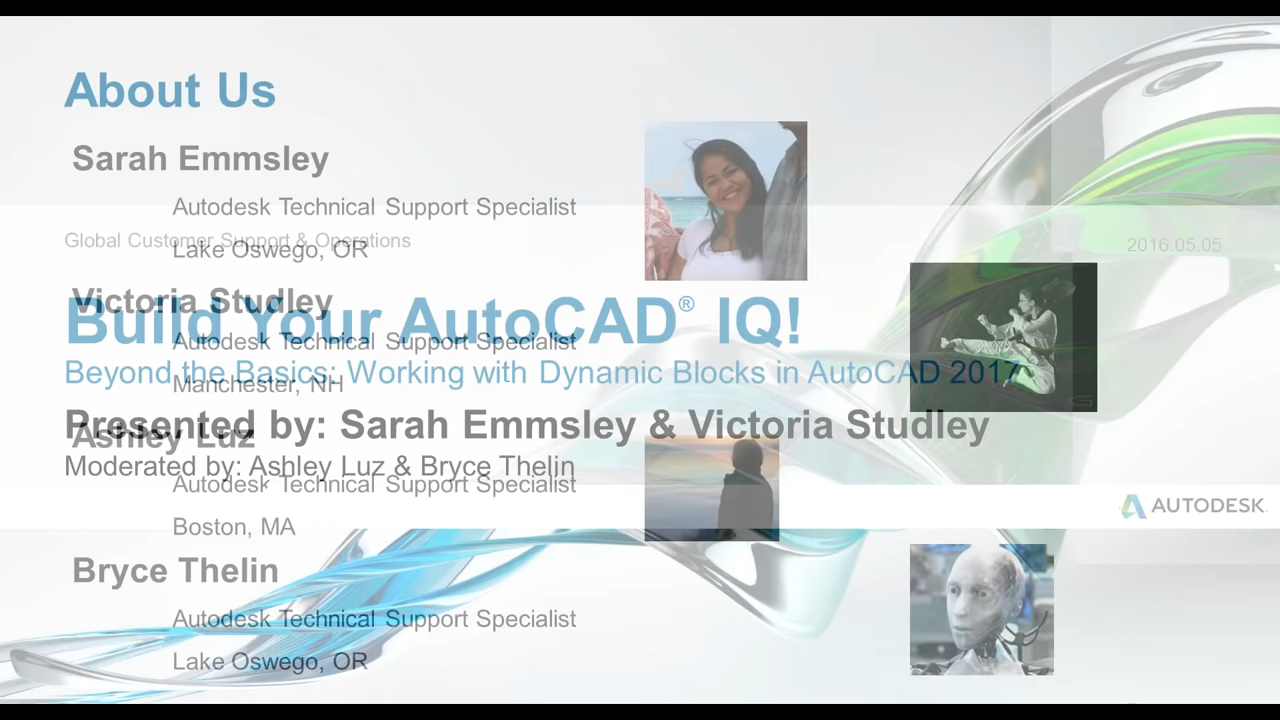 About Us
Sarah Emmsley
Autodesk Technical Support Specialist
Lake Oswego, OR
Victoria Studley
Autodesk Technical Support Specialist
Manchester, NH
Ashley Luz
Autodesk Technical Support Specialist
Boston, MA
Bryce Thelin
Autodesk Technical Support Specialist
Lake Oswego, OR
Global Customer Support & Operations
2016.05.05
Build Your AutoCAD® IQ!
Beyond the Basics: Working with Dynamic Blocks in AutoCAD 2017
Presented by: Sarah Emmsley & Victoria Studley
Moderated by: Ashley Luz & Bryce Thelin
AUTODESK